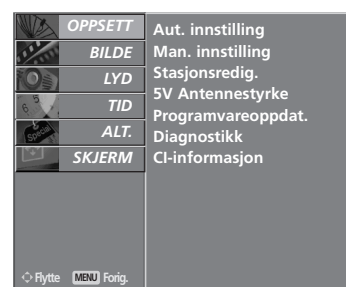 OPPSETT
BILDE
LYD
TID
ALT.
SKJERM
Aut. innstilling
Man. innstilling
Stasjonsredig.
5V Antennestyrke
Programvareoppdat.
Diagnostikk
CI-informasjon
Flytte MENU Forig.